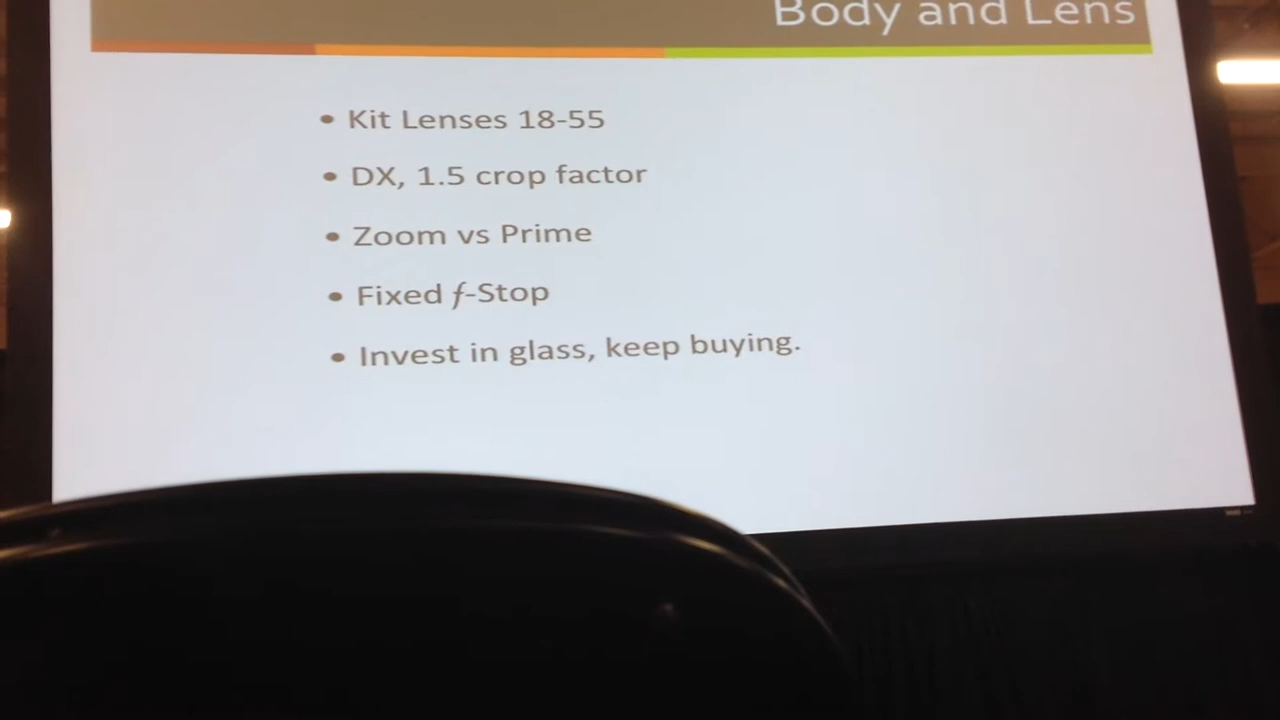 Body and Lens
• Kit Lenses 18-55
• DX, 1.5 crop factor
• Zoom vs Prime
• Fixed f-Stop
• Invest in glass, keep buying.